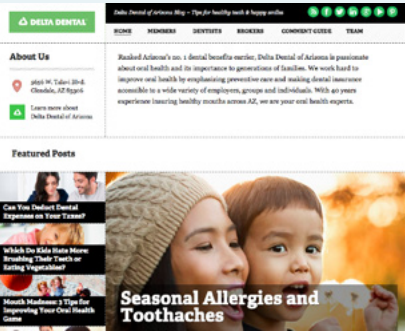 DELTA DENTAL
Delta Dental of Arizona Blog – Tips for healthy teeth & happy smiles
HOME MEMBERS DENTISTS BROKERS COMMENT GUIDE TEAM
About Us
Glendale, AZ 85306
Learn more about
Delta Dental of Arizona
Ranked Arizona's no. 1 dental benefits carrier, Delta Dental of Arizona is passionate
about oral health and its importance to generations of families. We work hard to
improve oral health by emphasizing preventive care and making dental insurance
accessible to a wide variety of employers, groups and individuals. With 40 years
experience insuring healthy mouths across AZ, we are your oral health experts.
Featured Posts
Can You Deduct Dental
Expenses on Your Taxes?
Which Do Kids Hate More:
Brushing Their Teeth or
Eating Vegetables?
Mouth Madness: 3 Tips for
Improving Your Oral Health
Game
Seasonal Allergies and
Toothaches